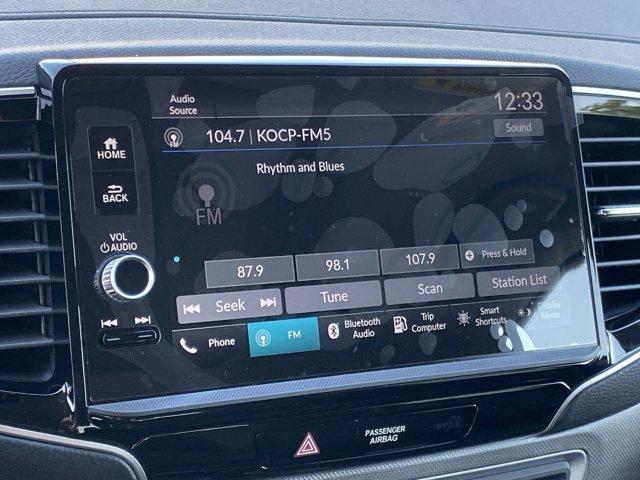 Audio
Source
12:33
104.7 | KOCP-FM5
Sound
HOME
Rhythm and Blues
BACK
FM
VOL
AUDIO
87.9
98.1
107.9
Press & Hold
Seek
Tune
Scan
Station List
Phone
FM
Bluetooth
Audio
Trip
Computer
Smart
Shortcuts
Display
Mode
PASSENGER
AIRBAG